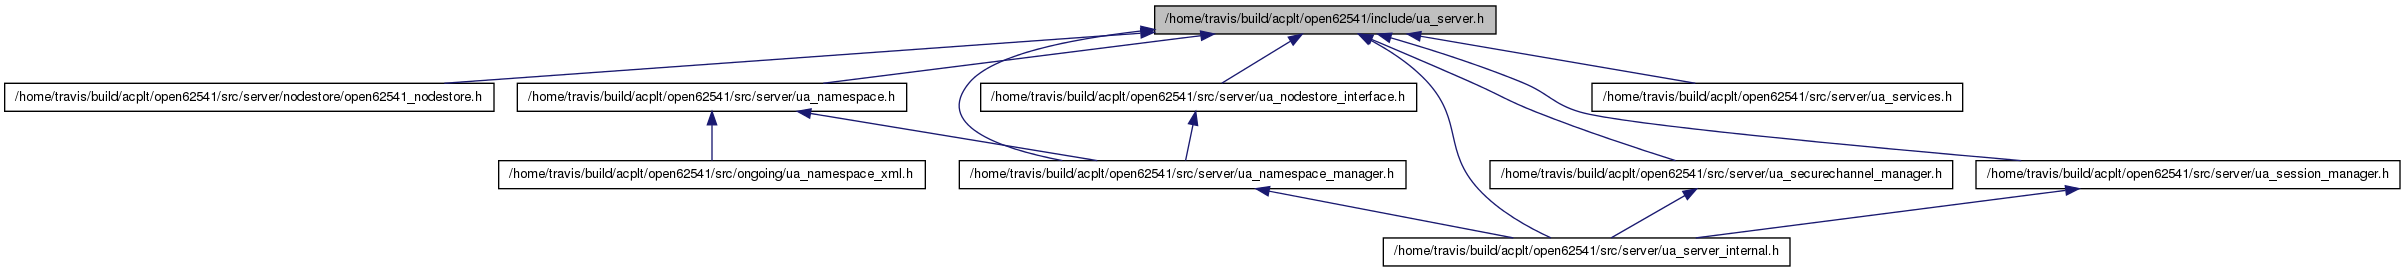 /home/travis/build/acplt/open62541/include/ua_server.h
/home/travis/build/acplt/open62541/src/server/nodestore/open62541_nodestore.h
/home/travis/build/acplt/open62541/src/server/ua_namespace.h
/home/travis/build/acplt/open62541/src/server/ua_nodestore_interface.h
/home/travis/build/acplt/open62541/src/server/ua_services.h
/home/travis/build/acplt/open62541/src/ongoing/ua_namespace_xml.h
/home/travis/build/acplt/open62541/src/server/ua_namespace_manager.h
/home/travis/build/acplt/open62541/src/server/ua_securechannel_manager.h
/home/travis/build/acplt/open62541/src/server/ua_session_manager.h
/home/travis/build/acplt/open62541/src/server/ua_server_internal.h